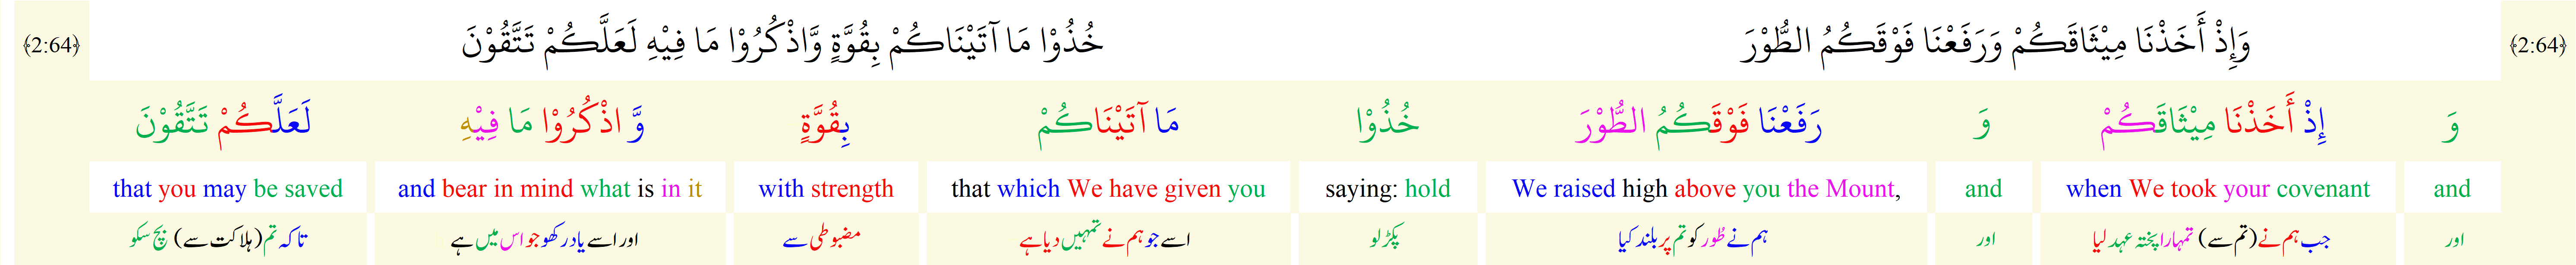 ﴿2:64﴾ وَإِذْ أَخَذْنَا مِيْثَاقَكُمْ وَرَفَعْنَا فَوْقَكُمُ الطُّوْرَ خُذُوْا مَا آتَيْنَاكُمْ بِقُوَّةٍ وَّاذْكُرُوْا مَا فِيْهِ لَعَلَّكُمْ تَتَّقُوْنَ ﴿2:64﴾
وَ إِذْ أَخَذْنَا مِيْثَاقَكُمْ وَ رَفَعْنَا فَوْقَكُمُ الطُّوْرَ خُذُوْا مَا آتَيْنَاكُمْ بِقُوَّةٍ وَّ اذْكُرُوْا مَا فِيْهِ لَعَلَّكُمْ تَتَّقُوْنَ
and when We took your covenant and We raised high above you the Mount, saying: hold that which We have given you with strength and bear in mind what is in it that you may be saved
اور جب ہم نے (تم سے) تمہارا پختہ عہد لیا اور ہم نے طُور کو تم پر بلند کیا پکڑ لو اسے جو ہم نے تمہیں دیا ہے مضبوطی سے اور اسے یاد رکھو جو اس میں ہے تاکہ تم (ہلاکت سے) بچ سکو